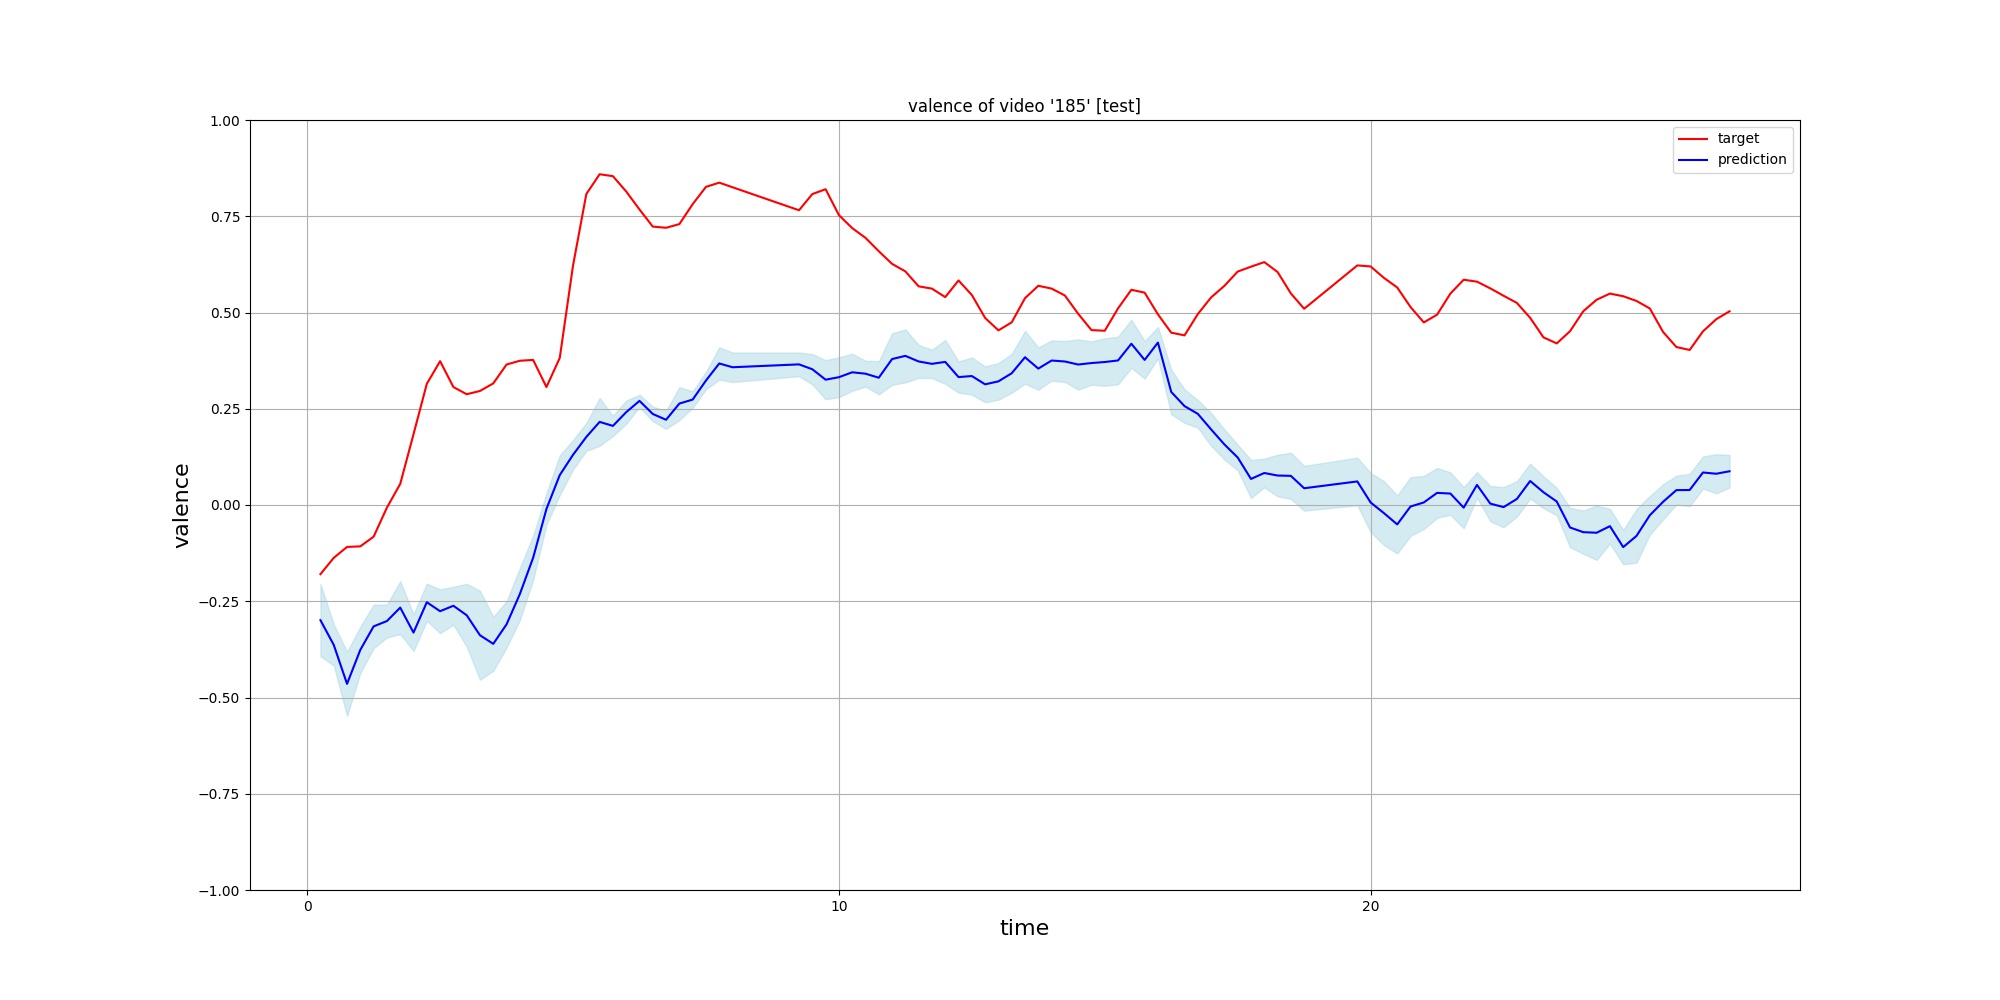 valence of video '185' [test]
target
prediction
1.00
0.75
0.50
0.25
0.00
−0.25
−0.50
−0.75
−1.00
valence
0 10 20
time